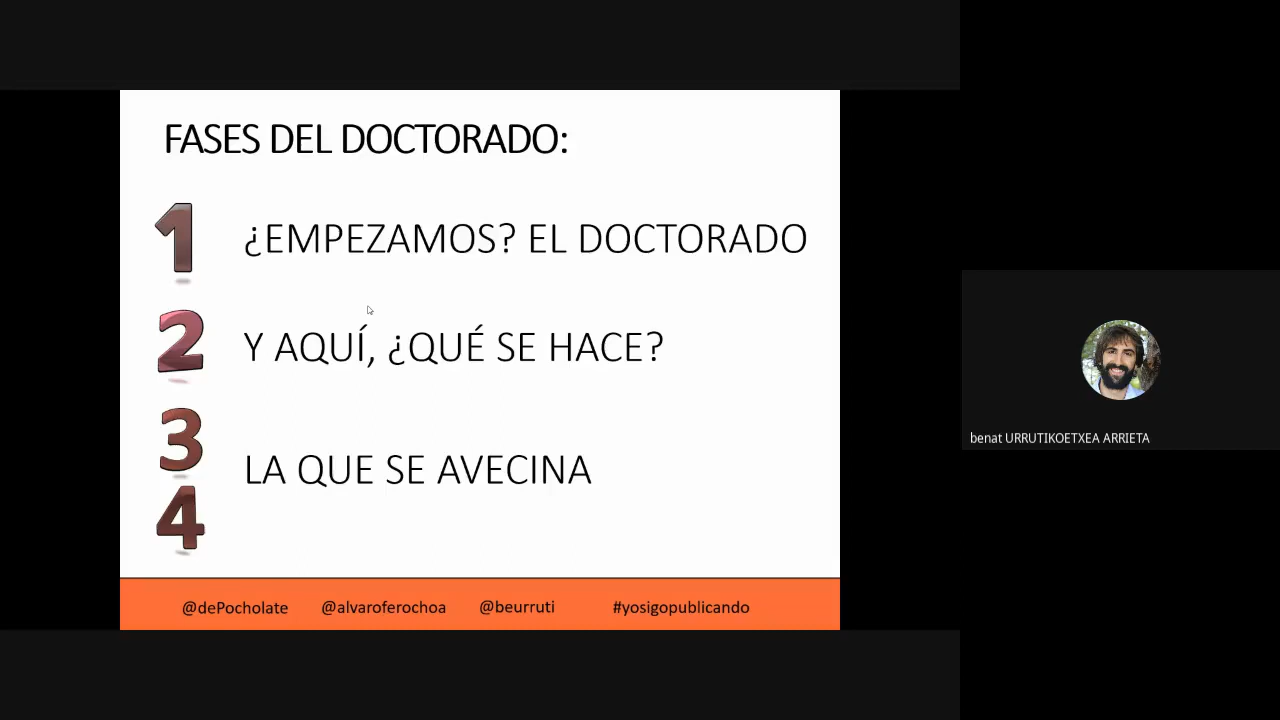 FASES DEL DOCTORADO:
1 ¿EMPEZAMOS? EL DOCTORADO
2 Y AQUÍ, ¿QUÉ SE HACE?
3
LA QUE SE AVECINA
4
@dePocholate @alvaroferochoa @beurruti #yosigopublicando
benat URRUTIKOETXEA ARRIETA